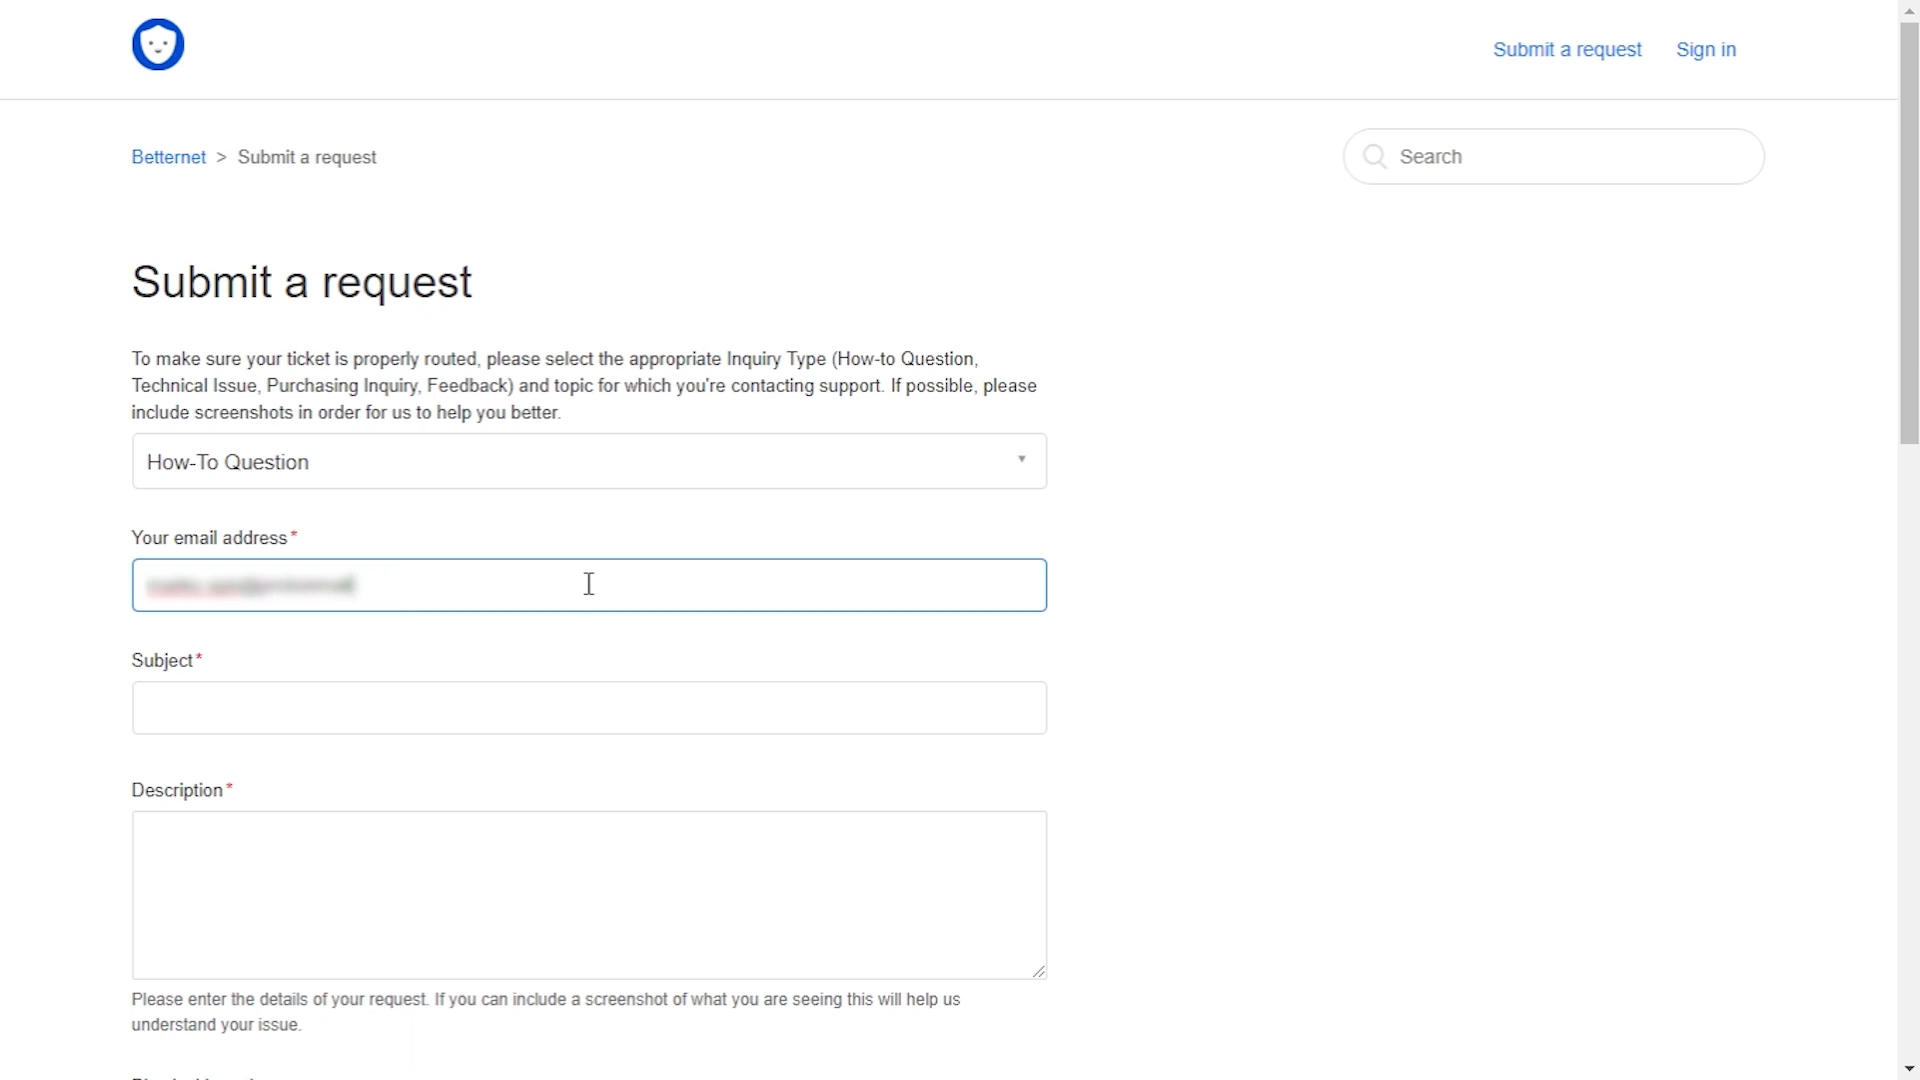 Submit a request Sign in
Betternet > Submit a request
Search
Submit a request
To make sure your ticket is properly routed, please select the appropriate Inquiry Type (How-to Question,
Technical Issue, Purchasing Inquiry, Feedback) and topic for which you're contacting support. If possible, please
include screenshots in order for us to help you better.
How-To Question
Your email address*
Subject*
Description*
Please enter the details of your request. If you can include a screenshot of what you are seeing this will help us
understand your issue.